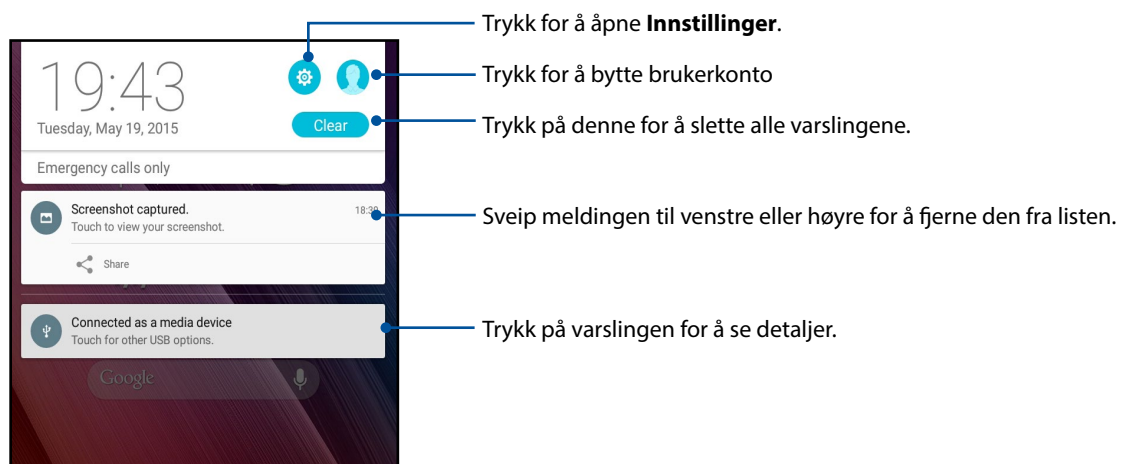 Trykk for å åpne Innstillinger.
19:43
Trykk for å bytte brukerkonto
Tuesday, May 19, 2015
Clear
Trykk på denne for å slette alle varslingene.
Emergency calls only
Screenshot captured.
18:39
Touch to view your screenshot.
Sveip meldingen til venstre eller høyre for å fjerne den fra listen.
Share
Connected as a media device
Touch for other USB options.
Trykk på varslingen for å se detaljer.
Google